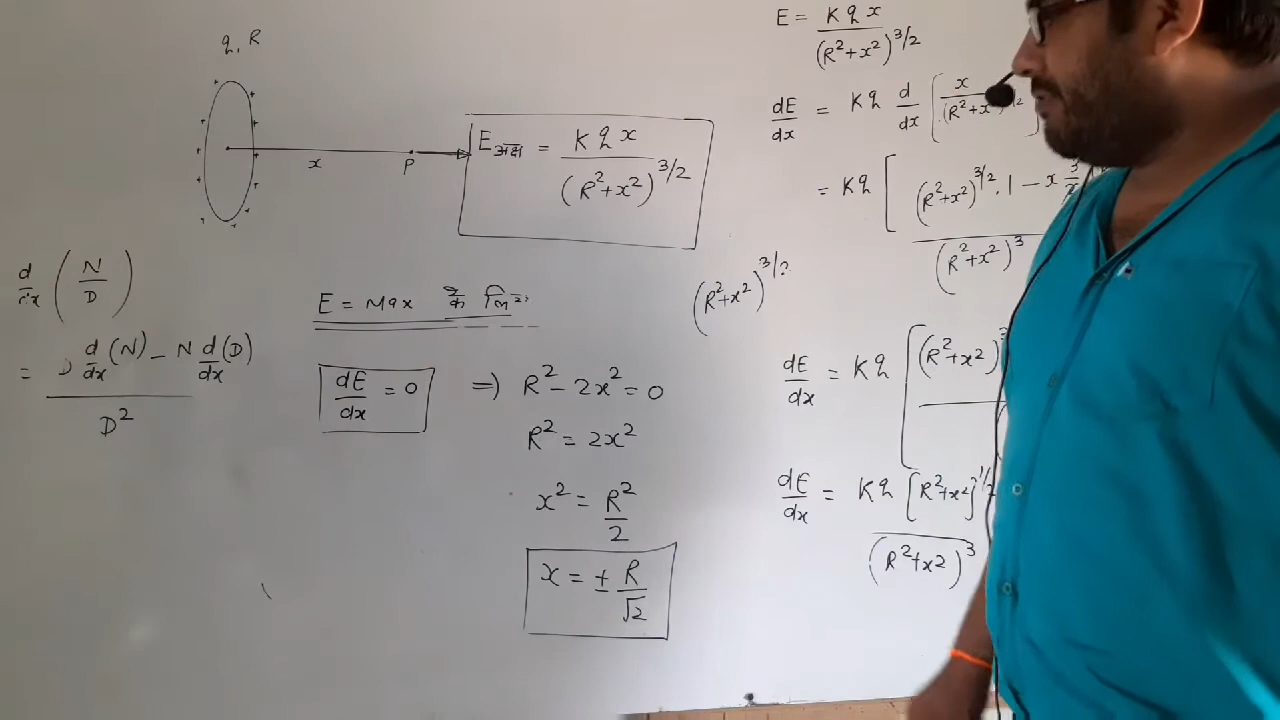 q, R
+ + + + + + + + + + +
x
P
E अक्ष = K q x / (R² + x²)^3/2
d/dx (N/D)
= D d/dx (N) - N d/dx (D) / D²
E = Max के लिए
dE/dx = 0 => R² - 2x² = 0
R² = 2x²
x² = R²/2
x = ± R/√2
(R² + x²)^3/2
E = K q x / (R² + x²)^3/2
dE/dx = K q d/dx [ x / (R² + x
= K q [ (R² + x²)^3/2 . 1 - x 3/2 / (R² + x²)^3
dE/dx = K q [ (R² + x²)
dE/dx = K q [R² + x²]^1/2 / (R² + x²)^3